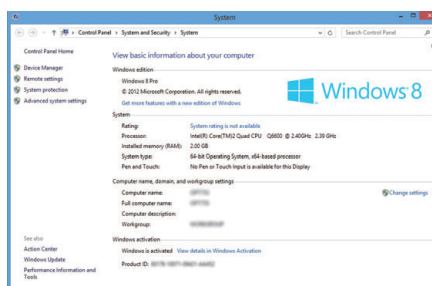 System
Control Panel ▸ System and Security ▸ System
Search Control Panel
Control Panel Home
Device Manager
Remote settings
System protection
Advanced system settings
View basic information about your computer
Windows edition
Windows 8 Pro
© 2012 Microsoft Corporation. All rights reserved.
Get more features with a new edition of Windows
Windows 8
System
Rating: System rating is not available
Processor: Intel(R) Core(TM)2 Quad CPU Q6600 @ 2.40GHz 2.39 GHz
Installed memory (RAM): 2.00 GB
System type: 64-bit Operating System, x64-based processor
Pen and Touch: No Pen or Touch Input is available for this Display
Computer name, domain, and workgroup settings
Computer name:
Change settings
Full computer name:
Computer description:
Workgroup:
Windows activation
Windows is activated View details in Windows Activation
Product ID:
See also
Action Center
Windows Update
Performance Information and
Tools